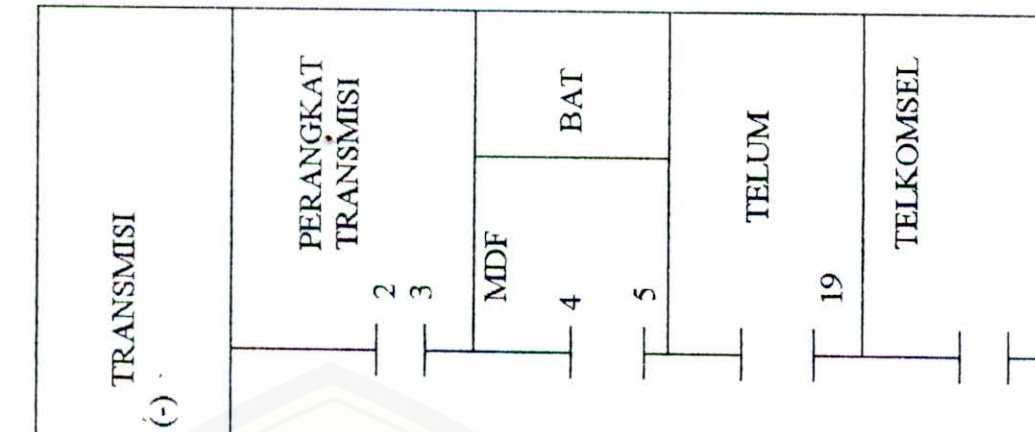 TRANSMISI
(-)
PERANGKAT
TRANSMISI
2
3
MDF
BAT
4
5
TELUM
19
TELKOMSEL